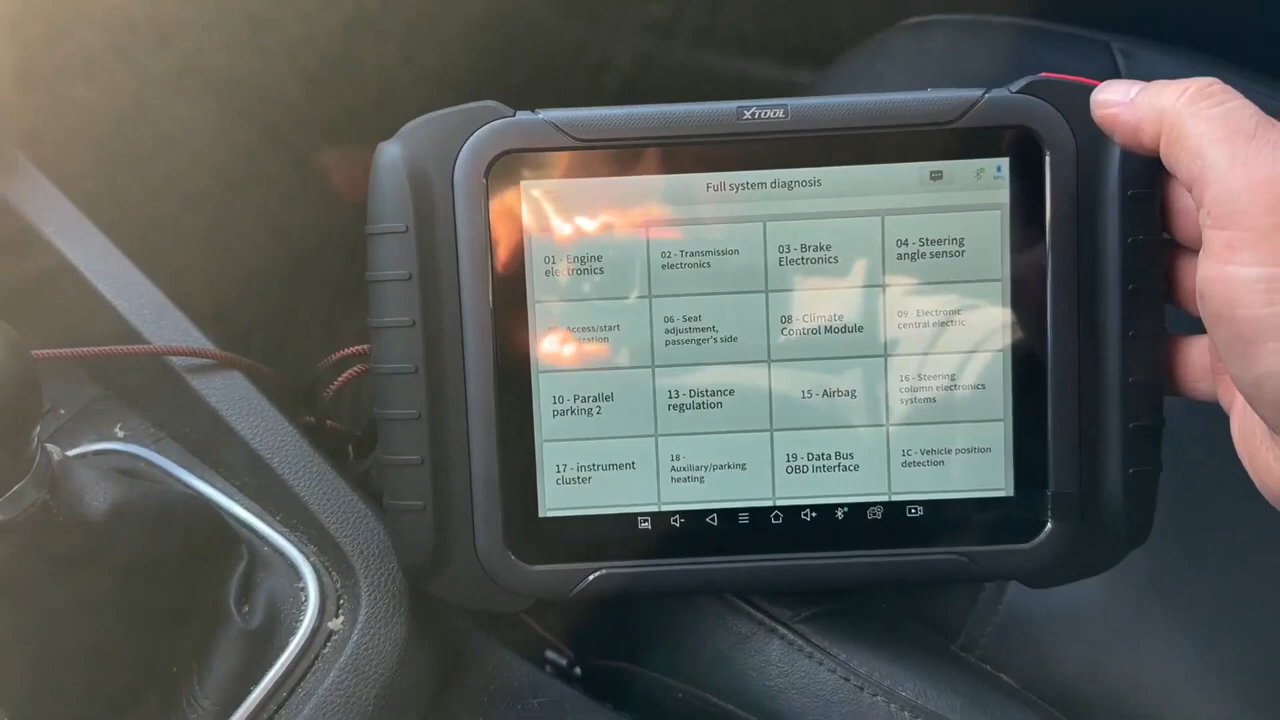 XTOOL
Full system diagnosis
01 - Engine
electronics
02 - Transmission
electronics
03 - Brake
Electronics
04 - Steering
angle sensor
Access/start
06 - Seat
adjustment,
passenger's side
08 - Climate
Control Module
09 - Electronic
central electric
10 - Parallel
parking 2
13 - Distance
regulation
15 - Airbag
16 - Steering
column electronics
systems
17 - instrument
cluster
18 -
Auxiliary/parking
heating
19 - Data Bus
OBD Interface
1C - Vehicle position
detection